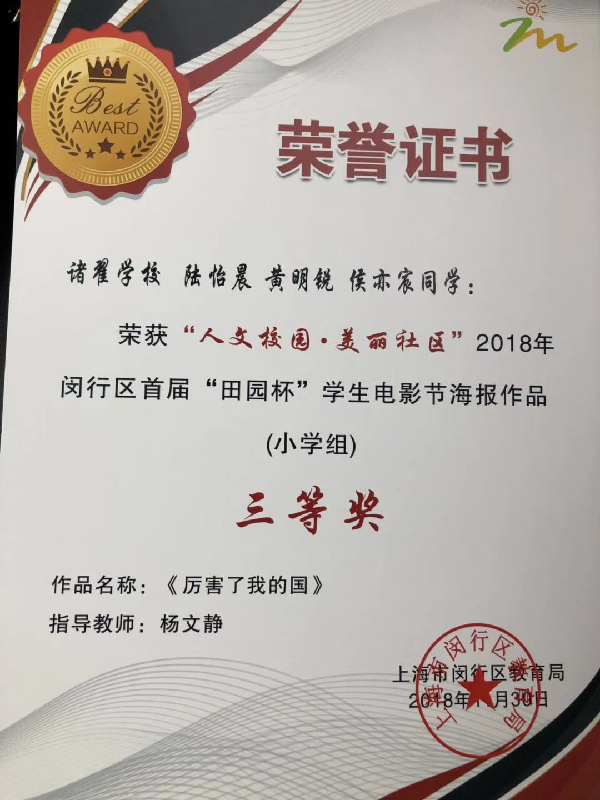 Best
AWARD
荣誉证书
诸翟学校 陆怡晨 黄明锐 侯亦宸同学：
荣获“人文校园·美丽社区”2018年
闵行区首届“田园杯”学生电影节海报作品
(小学组)
三等奖
作品名称：《厉害了我的国》
指导教师：杨文静
上海市闵行区教育局
2018年 月30日
上海市闵行区教育局